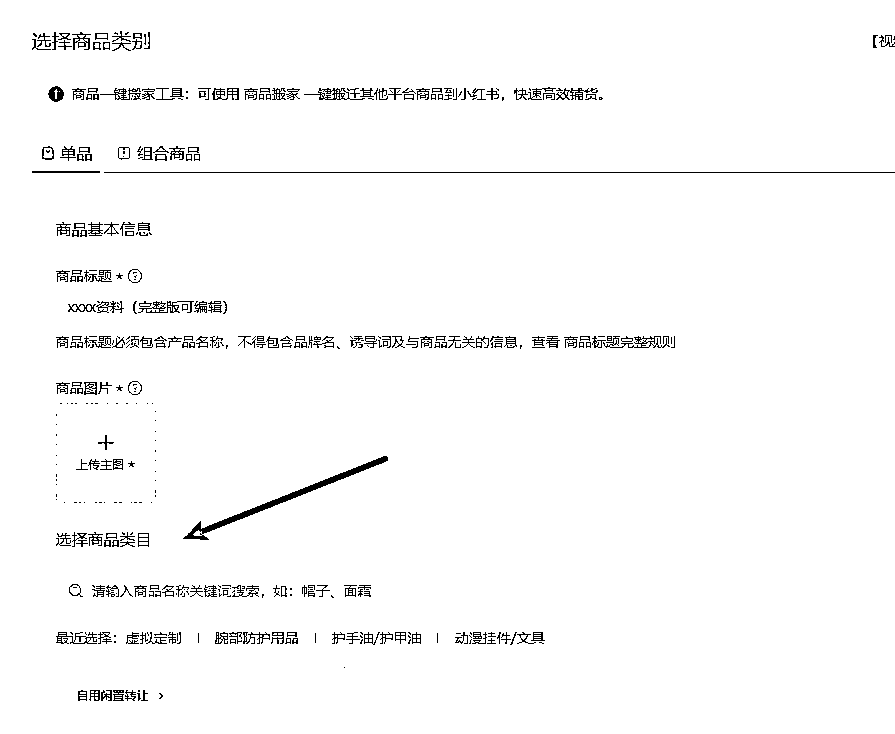 选择商品类别
【视
商品一键搬家工具：可使用 商品搬家 一键搬迁其他平台商品到小红书，快速高效铺货。
单品 组合商品
商品基本信息
商品标题 *
xxxx资料（完整版可编辑）
商品标题必须包含产品名称，不得包含品牌名、诱导词及与商品无关的信息，查看 商品标题完整规则
商品图片 *
上传主图 *
选择商品类目
请输入商品名称关键词搜索，如：帽子、面霜
最近选择：虚拟定制 | 腕部防护用品 | 护手油/护甲油 | 动漫挂件/文具
自用闲置转让 >